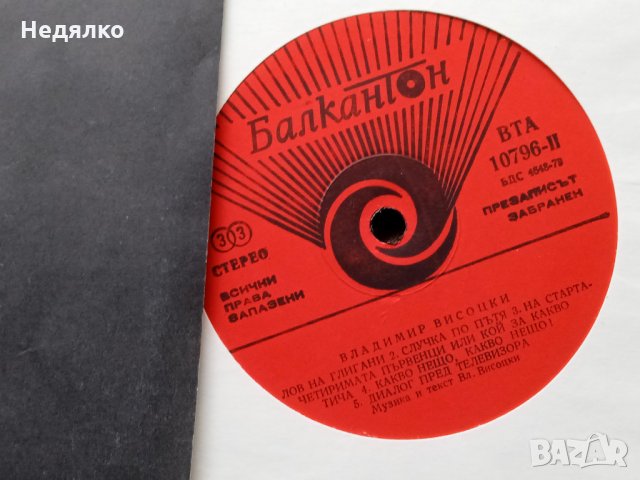 Недялко
Балкантон
ВТА
10796-II
БДС 4848-79
ПРЕЗАПИСЪТ
ЗАБРАНЕН
33
СТЕРЕО
ВСИЧКИ
ПРАВА
ЗАПАЗЕНИ
ВЛАДИМИР ВИСОЦКИ
ЛОВ НА ГЛИГАНИ 2. СЛУЧКА ПО ПЪТЯ 3. НА СТАРТА-
ЧЕТИРИМАТА ПЪРВЕНЦИ ИЛИ КОЙ ЗА КАКВО
ТИЧА 4. КАКВО НЕЩО, КАКВО НЕЩО!
5. ДИАЛОГ ПРЕД ТЕЛЕВИЗОРА
Музика и текст Вл. Висоцки
BAZAR